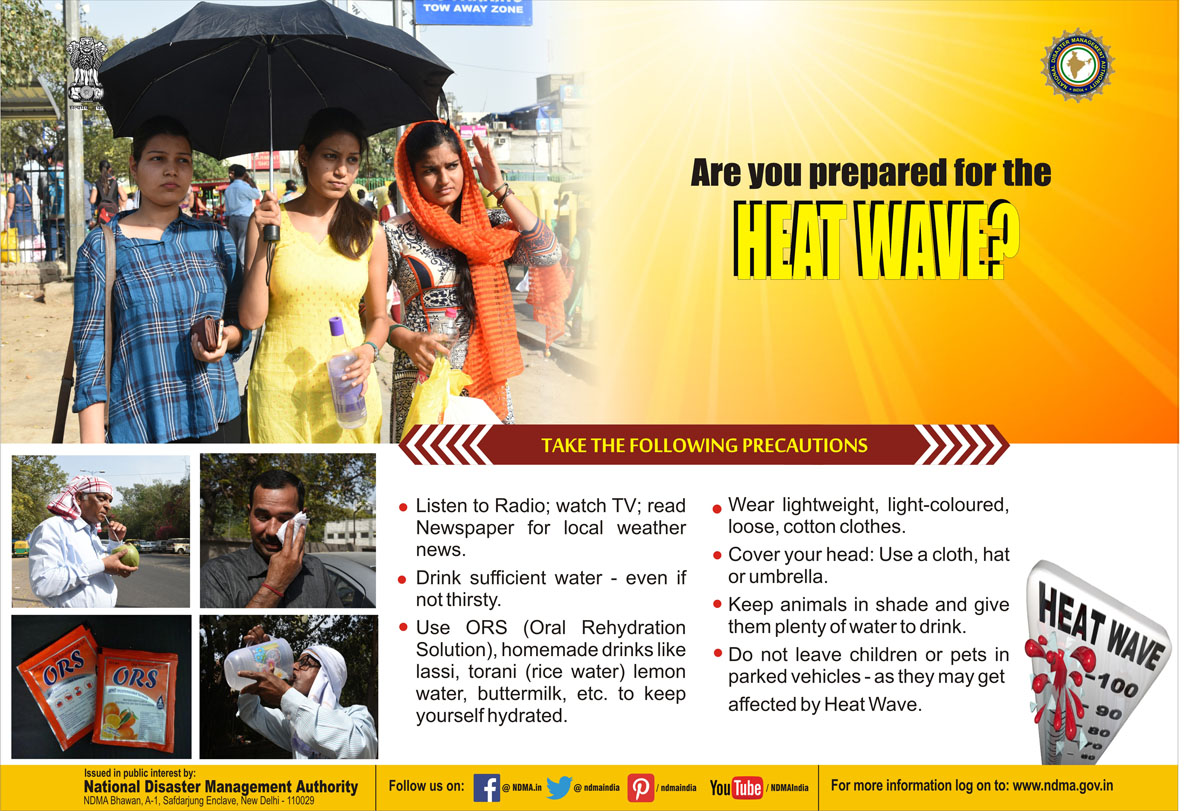 TOW AWAY ZONE
NATIONAL DISASTER MANAGEMENT AUTHORITY
Are you prepared for the
HEAT WAVE?
TAKE THE FOLLOWING PRECAUTIONS
Listen to Radio; watch TV; read
Newspaper for local weather
news.
Drink sufficient water - even if
not thirsty.
Use ORS (Oral Rehydration
Solution), homemade drinks like
lassi, torani (rice water) lemon
water, buttermilk, etc. to keep
yourself hydrated.
Wear lightweight, light-coloured,
loose, cotton clothes.
Cover your head: Use a cloth, hat
or umbrella.
Keep animals in shade and give
them plenty of water to drink.
Do not leave children or pets in
parked vehicles - as they may get
affected by Heat Wave.
ORS
ORS
HEAT WAVE
100
90
80
70
60
Issued in public interest by:
National Disaster Management Authority
NDMA Bhawan, A-1, Safdarjung Enclave, New Delhi - 110029
Follow us on:
@ NDMA.in
@ ndmaindia
/ ndmaindia
YouTube / NDMAIndia
For more information log on to: www.ndma.gov.in